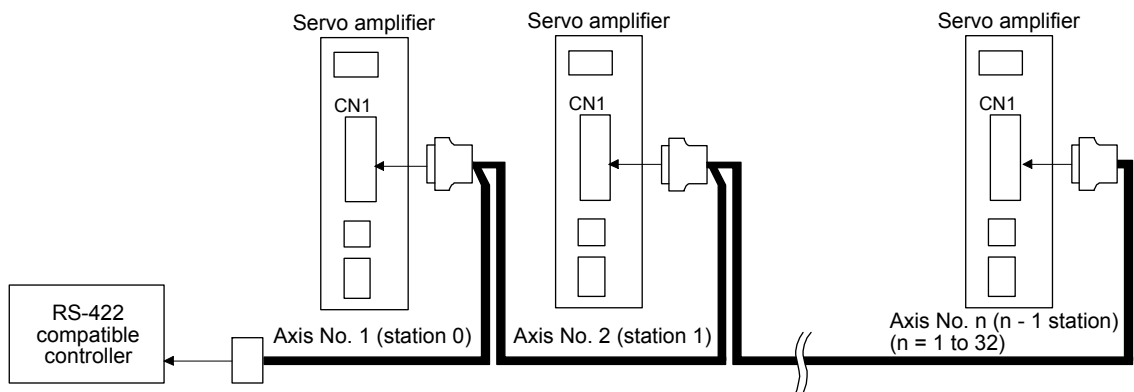 Servo amplifier
Servo amplifier
Servo amplifier
CN1
CN1
CN1
RS-422
compatible
controller
Axis No. 1 (station 0)
Axis No. 2 (station 1)
Axis No. n (n - 1 station)
(n = 1 to 32)